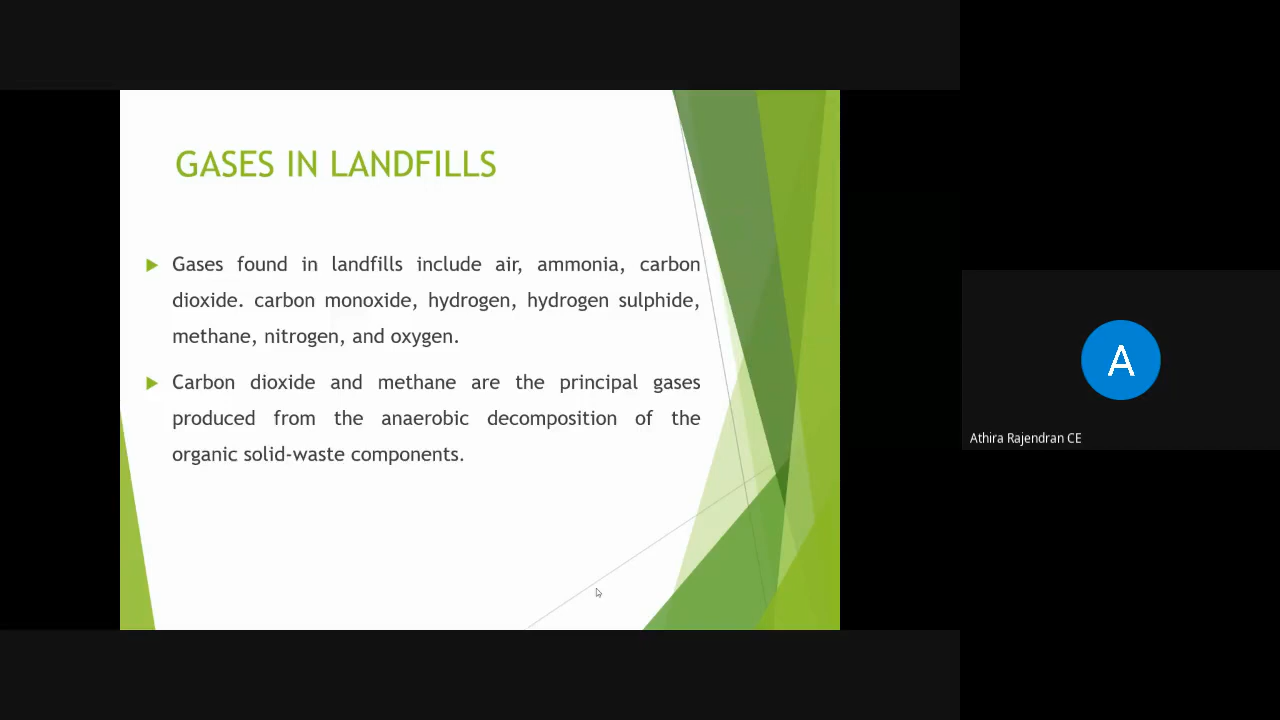 GASES IN LANDFILLS
Gases found in landfills include air, ammonia, carbon
dioxide. carbon monoxide, hydrogen, hydrogen sulphide,
methane, nitrogen, and oxygen.
Carbon dioxide and methane are the principal gases
produced from the anaerobic decomposition of the
organic solid-waste components.
A
Athira Rajendran CE